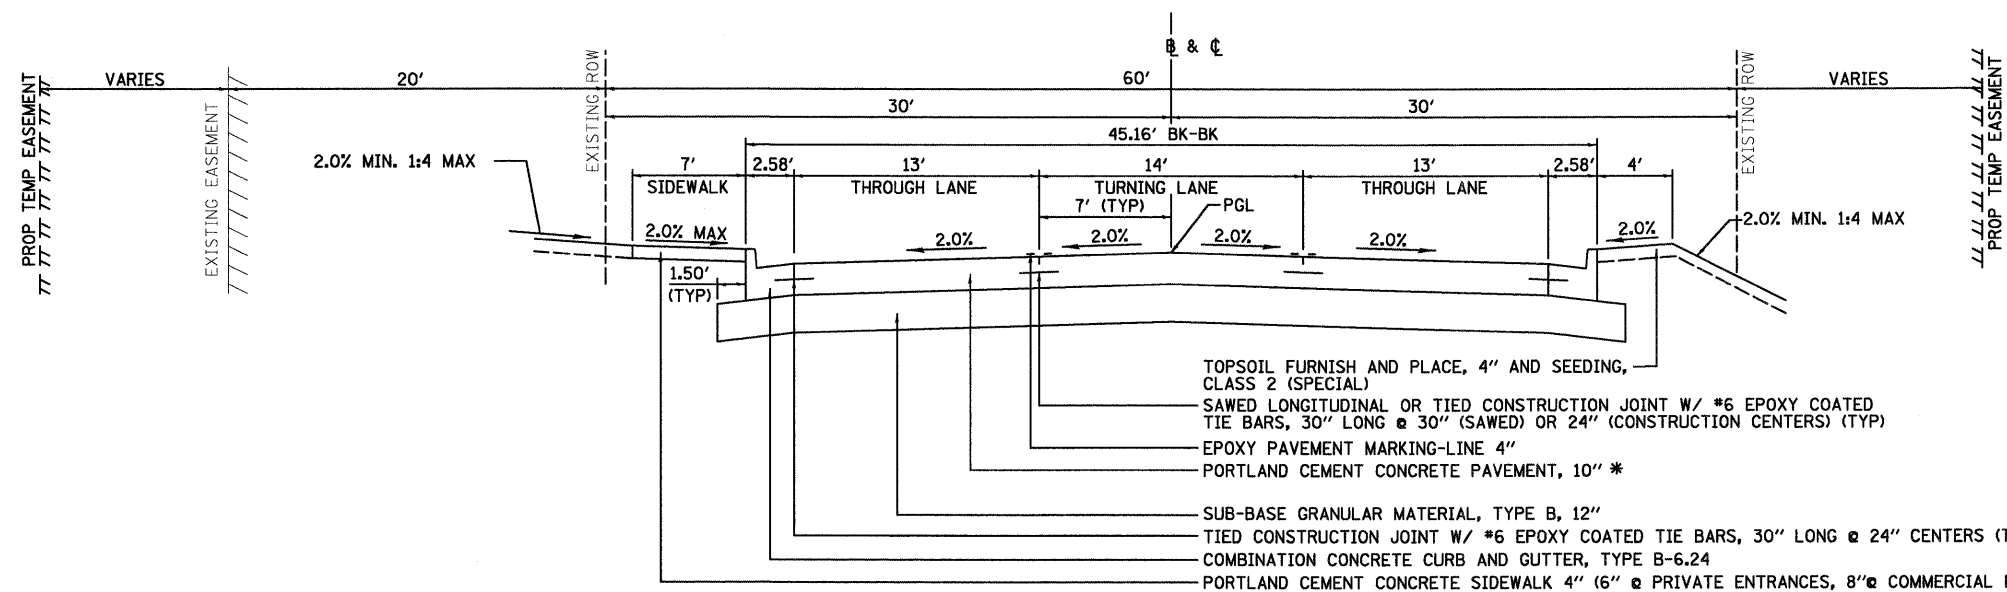 B & CL
VARIES
20'
60'
VARIES
30'
30'
45.16' BK-BK
PROP TEMP EASEMENT
EXISTING EASEMENT
EXISTING ROW
EXISTING ROW
PROP TEMP EASEMENT
2.0% MIN. 1:4 MAX
7'
2.58'
13'
14'
13'
2.58'
4'
SIDEWALK
THROUGH LANE
TURNING LANE
THROUGH LANE
7' (TYP)
PGL
2.0% MIN. 1:4 MAX
2.0% MAX
2.0%
2.0%
2.0%
2.0%
2.0%
1.50'
(TYP)
TOPSOIL FURNISH AND PLACE, 4" AND SEEDING,
CLASS 2 (SPECIAL)
SAWED LONGITUDINAL OR TIED CONSTRUCTION JOINT W/ #6 EPOXY COATED
TIE BARS, 30" LONG @ 30" (SAWED) OR 24" (CONSTRUCTION CENTERS) (TYP)
EPOXY PAVEMENT MARKING-LINE 4"
PORTLAND CEMENT CONCRETE PAVEMENT, 10" *
SUB-BASE GRANULAR MATERIAL, TYPE B, 12"
TIED CONSTRUCTION JOINT W/ #6 EPOXY COATED TIE BARS, 30" LONG @ 24" CENTERS (T
COMBINATION CONCRETE CURB AND GUTTER, TYPE B-6.24
PORTLAND CEMENT CONCRETE SIDEWALK 4" (6" @ PRIVATE ENTRANCES, 8"@ COMMERCIAL